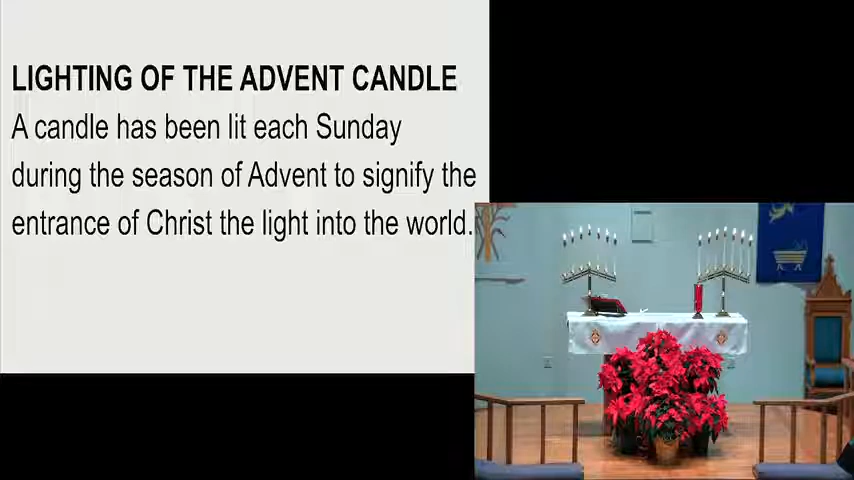 LIGHTING OF THE ADVENT CANDLE
A candle has been lit each Sunday
during the season of Advent to signify the
entrance of Christ the light into the world.